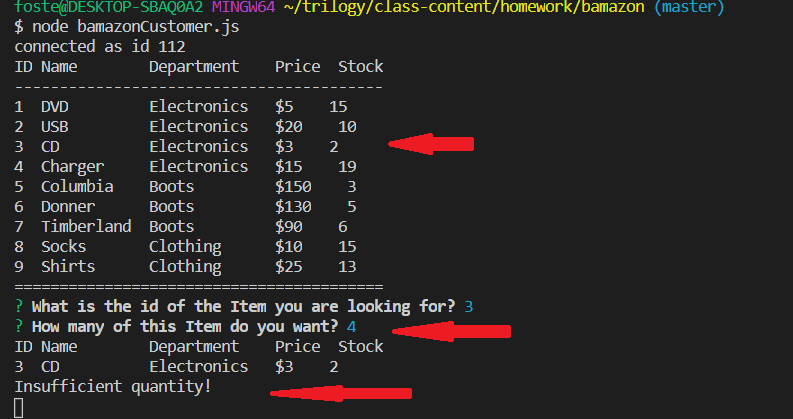 foste@DESKTOP-SBAQ0A2 MINGW64 ~/trilogy/class-content/homework/bamazon (master)
$ node bamazonCustomer.js
connected as id 112
ID Name        Department     Price  Stock
-----------------------------------------
1  DVD         Electronics   $5    15
2  USB         Electronics   $20    10
3  CD          Electronics   $3    2
4  Charger     Electronics   $15    19
5  Columbia    Boots         $150    3
6  Donner      Boots         $130    5
7  Timberland  Boots         $90    6
8  Socks       Clothing      $10    15
9  Shirts      Clothing      $25    13
=========================================
? What is the id of the Item you are looking for? 3
? How many of this Item do you want? 4
ID Name        Department     Price  Stock
3  CD          Electronics   $3    2
Insufficient quantity!